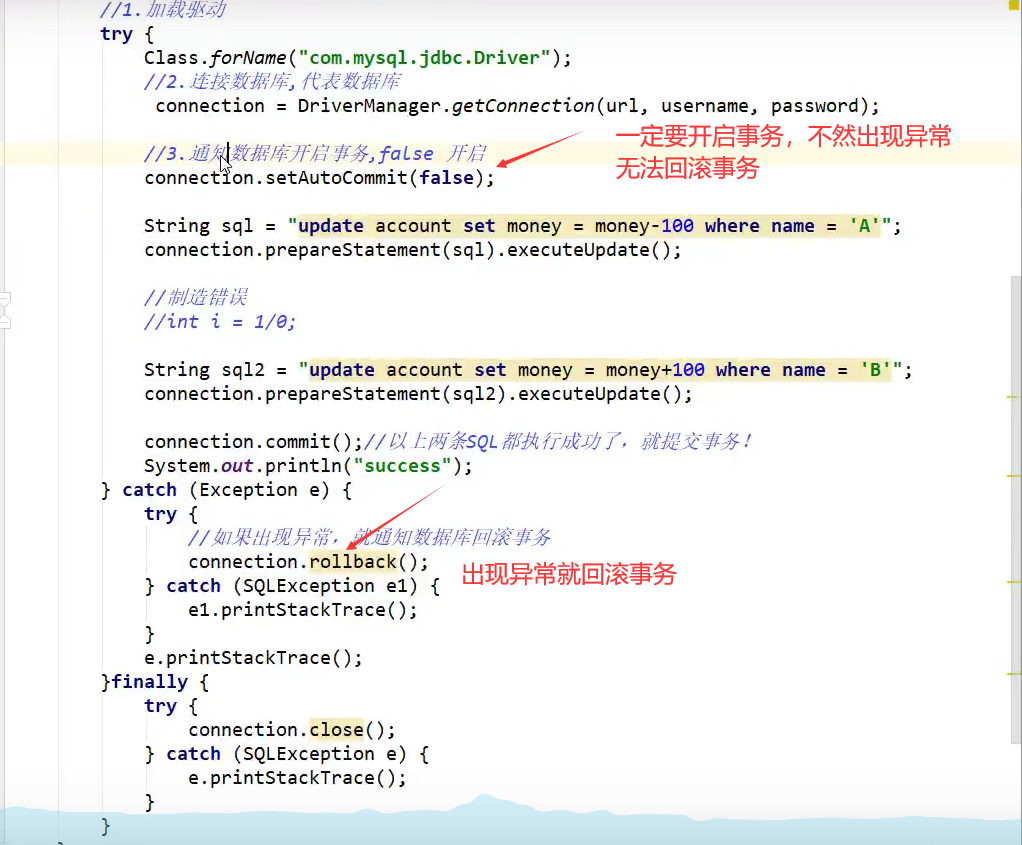 //1.加载驱动
try {
Class.forName("com.mysql.jdbc.Driver");
//2.连接数据库,代表数据库
connection = DriverManager.getConnection(url, username, password);
一定要开启事务，不然出现异常
无法回滚事务
//3.通知数据库开启事务,false 开启
connection.setAutoCommit(false);
String sql = "update account set money = money-100 where name = 'A'";
connection.prepareStatement(sql).executeUpdate();
//制造错误
//int i = 1/0;
String sql2 = "update account set money = money+100 where name = 'B'";
connection.prepareStatement(sql2).executeUpdate();
connection.commit();//以上两条SQL都执行成功了，就提交事务！
System.out.println("success");
} catch (Exception e) {
try {
//如果出现异常，就通知数据库回滚事务
connection.rollback();
出现异常就回滚事务
} catch (SQLException e1) {
e1.printStackTrace();
}
e.printStackTrace();
}finally {
try {
connection.close();
} catch (SQLException e) {
e.printStackTrace();
}
}